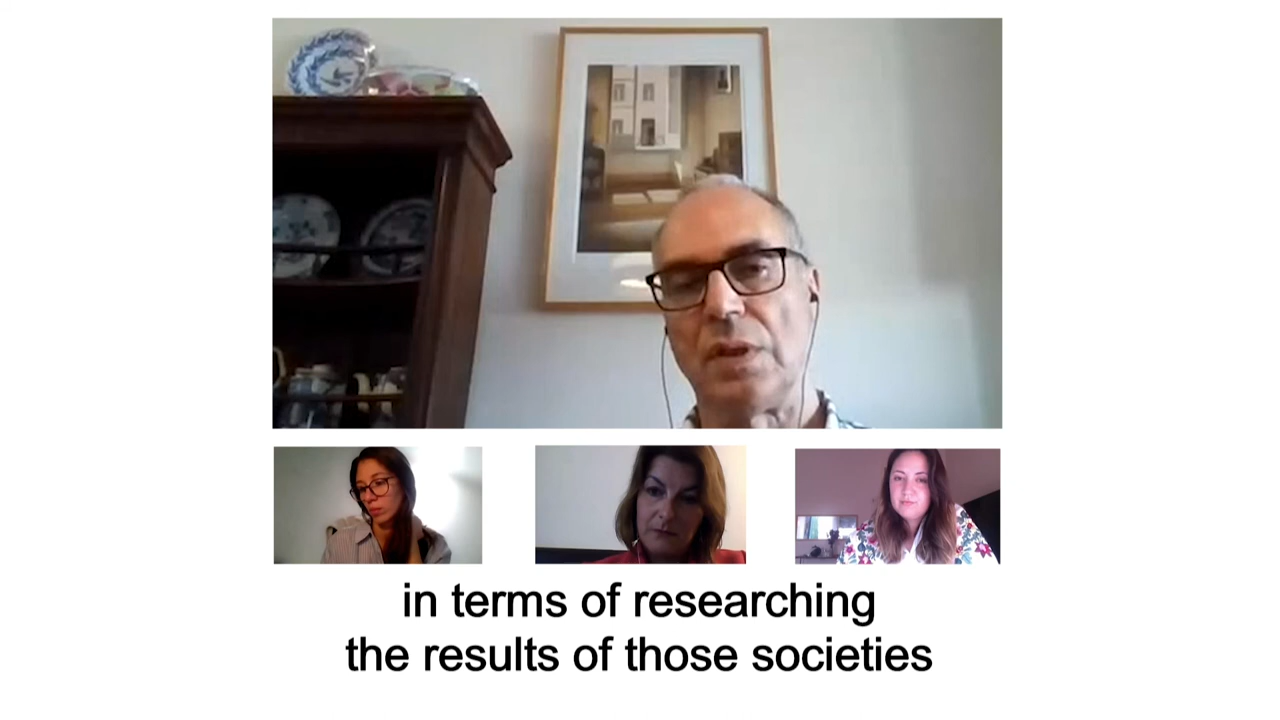 in terms of researching
the results of those societies